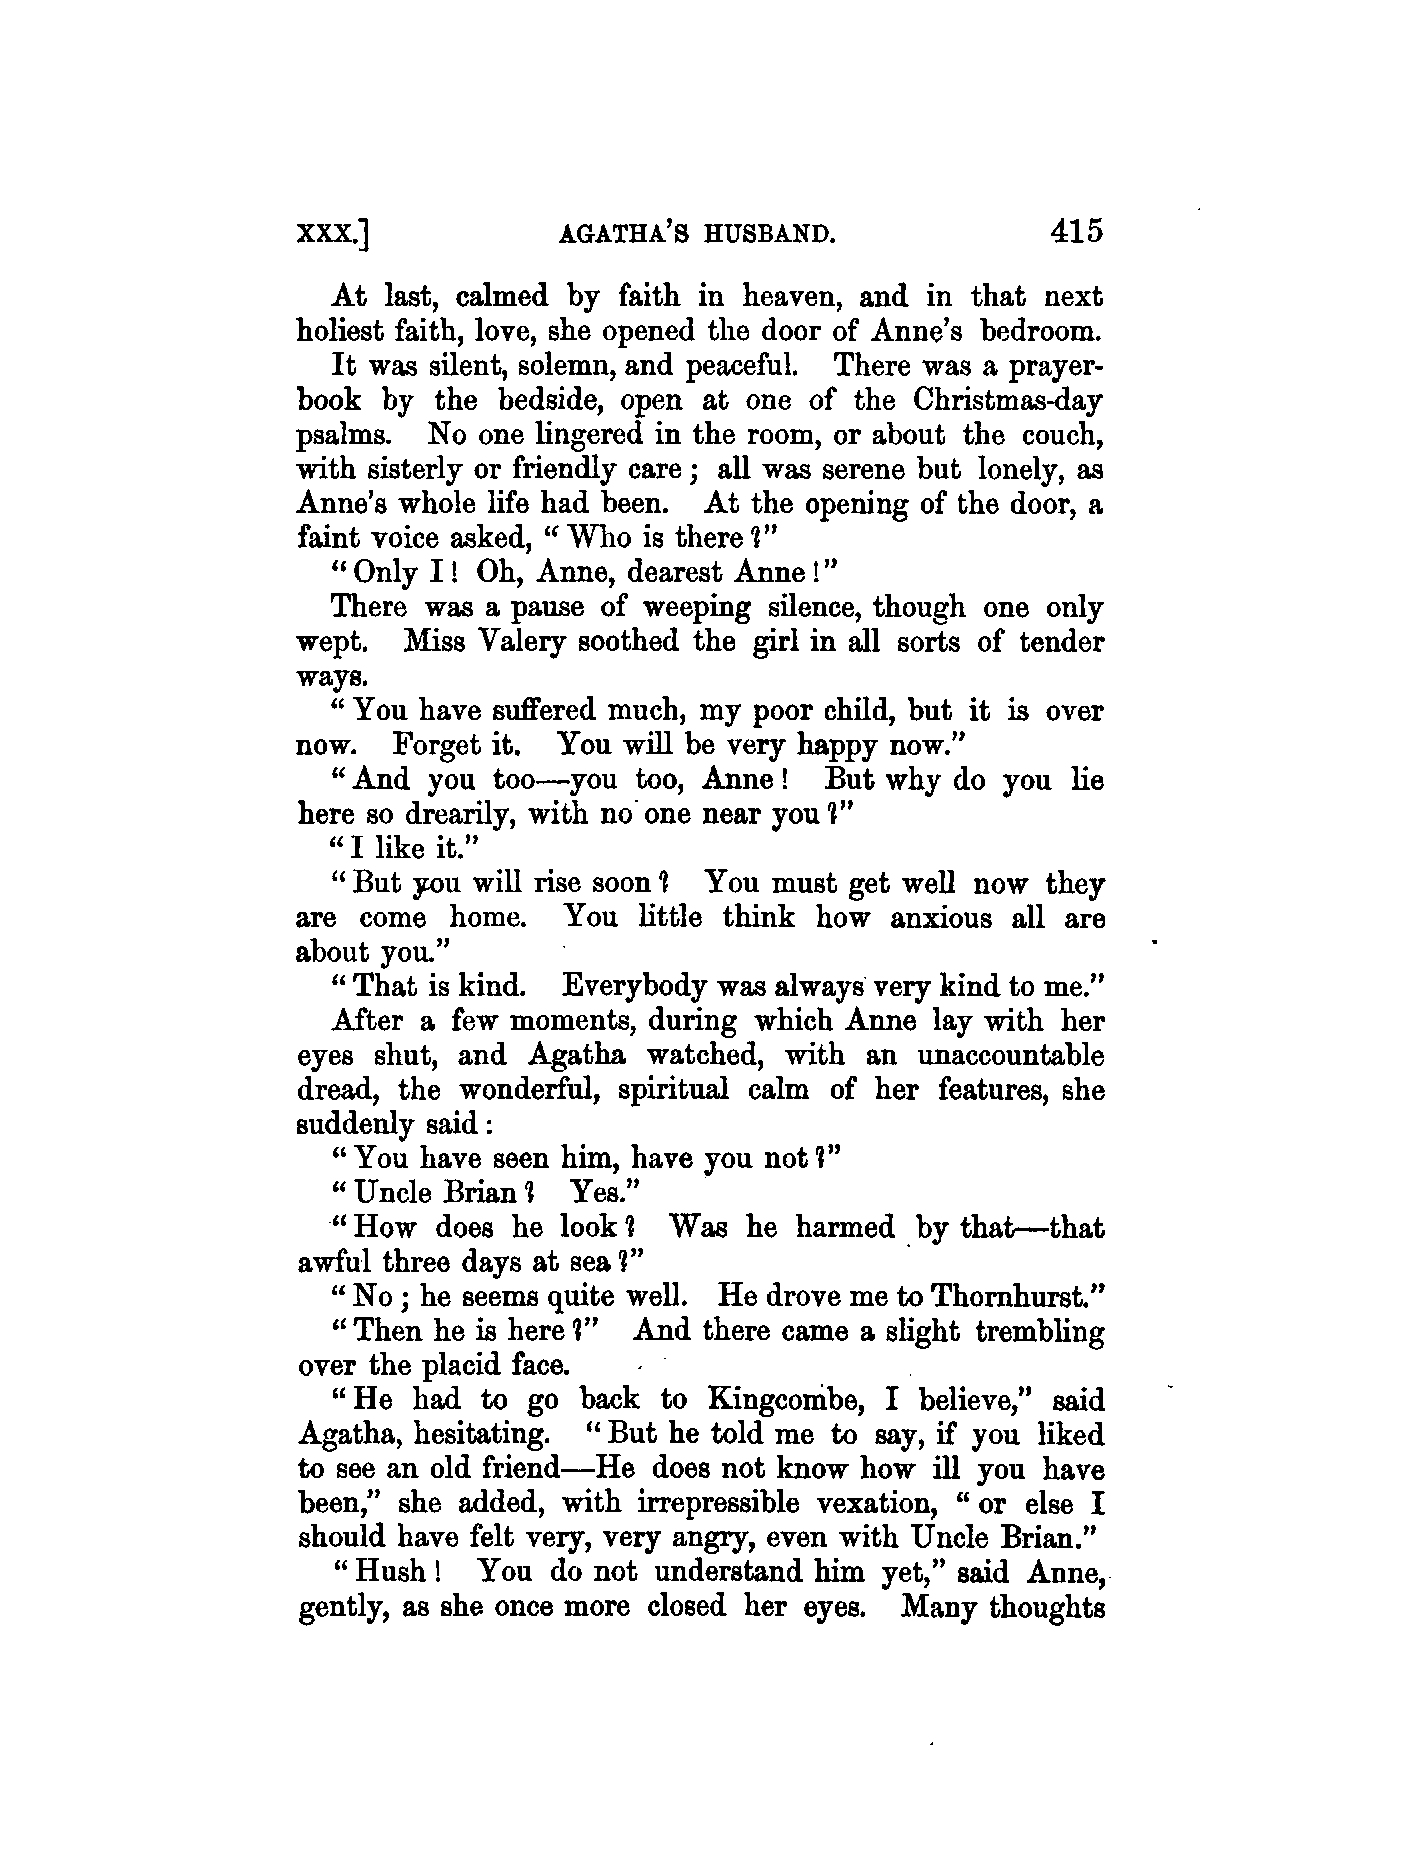 XXX.] AGATHA'S HUSBAND. 415
At last, calmed by faith in heaven, and in that next
holiest faith, love, she opened the door of Anne's bedroom.
It was silent, solemn, and peaceful. There was a prayer-
book by the bedside, open at one of the Christmas-day
psalms. No one lingered in the room, or about the couch,
with sisterly or friendly care; all was serene but lonely, as
Anne's whole life had been. At the opening of the door, a
faint voice asked, "Who is there?"
"Only I! Oh, Anne, dearest Anne!"
There was a pause of weeping silence, though one only
wept. Miss Valery soothed the girl in all sorts of tender
ways.
"You have suffered much, my poor child, but it is over
now. Forget it. You will be very happy now."
"And you too—you too, Anne! But why do you lie
here so drearily, with no one near you?"
"I like it."
"But you will rise soon? You must get well now they
are come home. You little think how anxious all are
about you."
"That is kind. Everybody was always very kind to me."
After a few moments, during which Anne lay with her
eyes shut, and Agatha watched, with an unaccountable
dread, the wonderful, spiritual calm of her features, she
suddenly said:
"You have seen him, have you not?"
"Uncle Brian? Yes."
"How does he look? Was he harmed by that—that
awful three days at sea?"
"No; he seems quite well. He drove me to Thornhurst."
"Then he is here?" And there came a slight trembling
over the placid face.
"He had to go back to Kingcombe, I believe," said
Agatha, hesitating. "But he told me to say, if you liked
to see an old friend—He does not know how ill you have
been," she added, with irrepressible vexation, "or else I
should have felt very, very angry, even with Uncle Brian."
"Hush! You do not understand him yet," said Anne,
gently, as she once more closed her eyes. Many thoughts